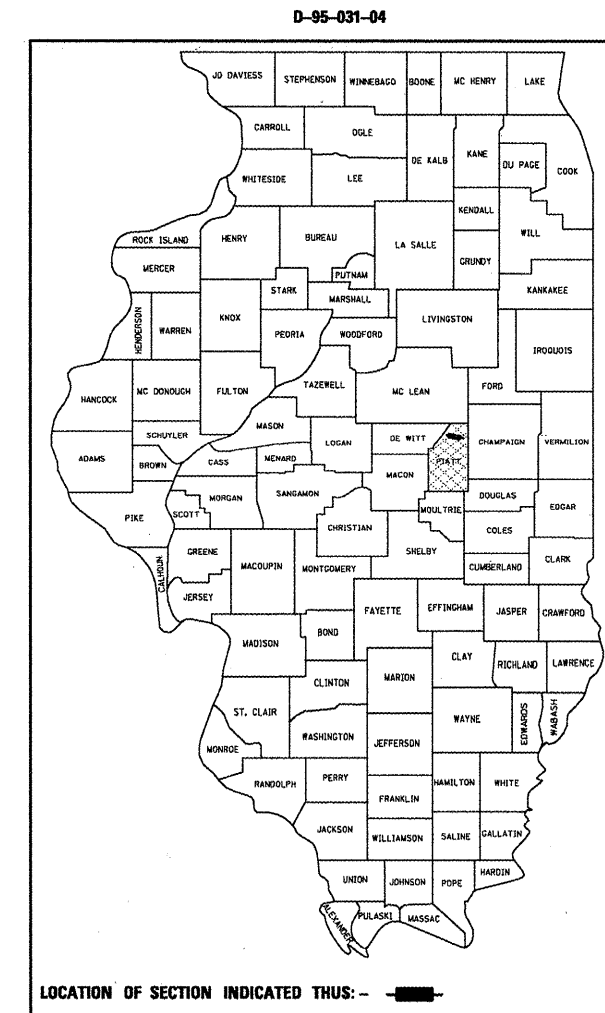 D-95-031-04
JO DAVIESS STEPHENSON WINNEBAGO BOONE MC HENRY LAKE
CARROLL OGLE
DE KALB KANE DU PAGE COOK
WHITESIDE LEE
KENDALL
ROCK ISLAND HENRY BUREAU LA SALLE WILL
GRUNDY
MERCER PUTNAM
STARK MARSHALL KANKAKEE
HENDERSON WARREN KNOX LIVINGSTON
PEORIA WOODFORD IROQUOIS
HANCOCK MC DONOUGH FULTON TAZEWELL MC LEAN FORD
MASON
SCHUYLER LOGAN DE WITT CHAMPAIGN VERMILION
ADAMS BROWN CASS MENARD PIATT
MACON
MORGAN SANGAMON DOUGLAS
PIKE SCOTT CHRISTIAN MOULTRIE EDGAR
COLES
GREENE SHELBY
CALHOUN MACOUPIN MONTGOMERY CUMBERLAND CLARK
JERSEY FAYETTE EFFINGHAM JASPER CRAWFORD
MADISON BOND
CLAY RICHLAND LAWRENCE
CLINTON MARION
ST. CLAIR WAYNE EDWARDS WABASH
WASHINGTON JEFFERSON
MONROE
RANDOLPH PERRY HAMILTON WHITE
FRANKLIN
JACKSON WILLIAMSON SALINE GALLATIN
UNION JOHNSON POPE HARDIN
ALEXANDER PULASKI MASSAC
LOCATION OF SECTION INDICATED THUS: -